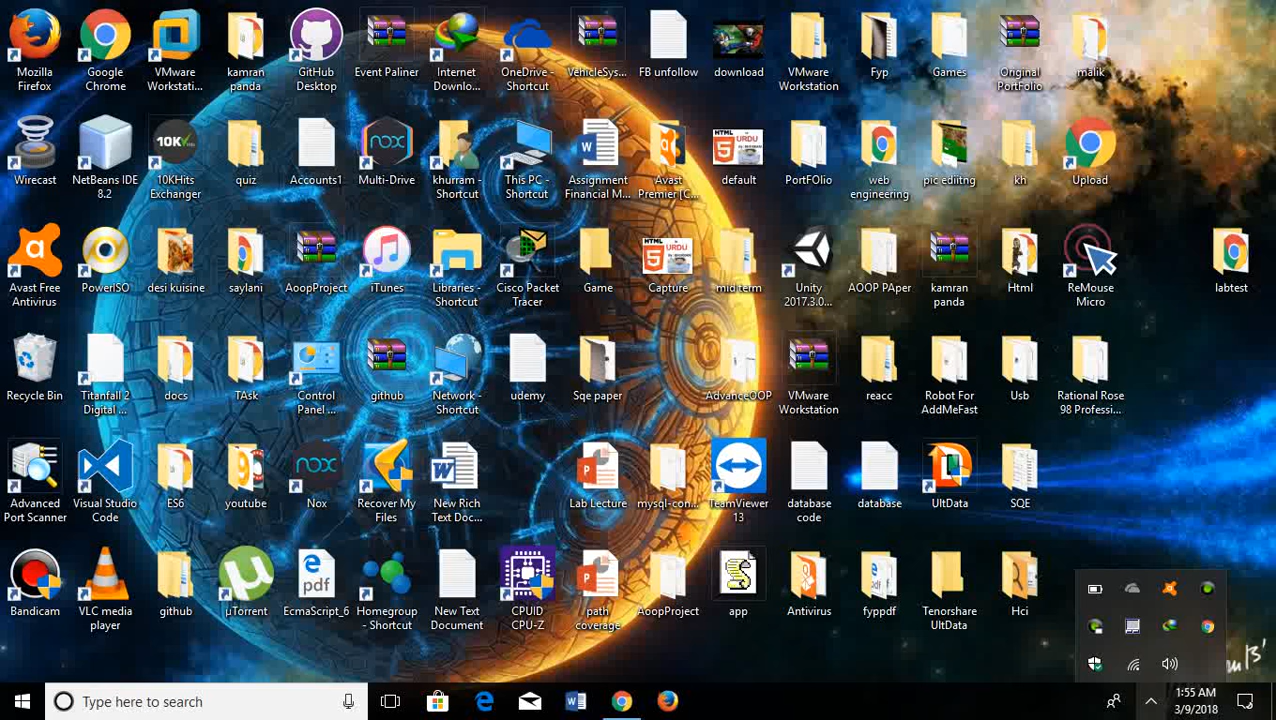 Mozilla Firefox
Google Chrome
VMware Workstati...
kamran panda
GitHub Desktop
Event Paliner
Internet Downlo...
OneDrive - Shortcut
VehicleSys...
FB unfollow
download
VMware Workstation
Fyp
Games
Original PortFolio
malik
Wirecast
NetBeans IDE 8.2
10KHits Exchanger
quiz
Accounts1
Multi-Drive
khurram - Shortcut
This PC - Shortcut
Assignment Financial M...
Avast Premier [C...
default
PortFOlio
web engineering
pic ediitng
kh
Upload
Avast Free Antivirus
PowerISO
desi kuisine
saylani
AoopProject
iTunes
Libraries - Shortcut
Cisco Packet Tracer
Game
Capture
mid term
Unity 2017.3.0...
AOOP PAper
kamran panda
Html
ReMouse Micro
labtest
Recycle Bin
Titanfall 2 Digital ...
docs
TAsk
Control Panel ...
github
Network - Shortcut
udemy
Sqe paper
AdvanceOOP
VMware Workstation
reacc
Robot For AddMeFast
Usb
Rational Rose 98 Professi...
Advanced Port Scanner
Visual Studio Code
ES6
youtube
Nox
Recover My Files
New Rich Text Doc...
Lab Lecture
mysql-con...
TeamViewer 13
database code
database
UltData
SQE
Bandicam
VLC media player
github
µTorrent
EcmaScript_6
Homegroup - Shortcut
New Text Document
CPUID CPU-Z
path coverage
AoopProject
app
Antivirus
fyppdf
Tenorshare UltData
Hci
Type here to search
1:55 AM
3/9/2018